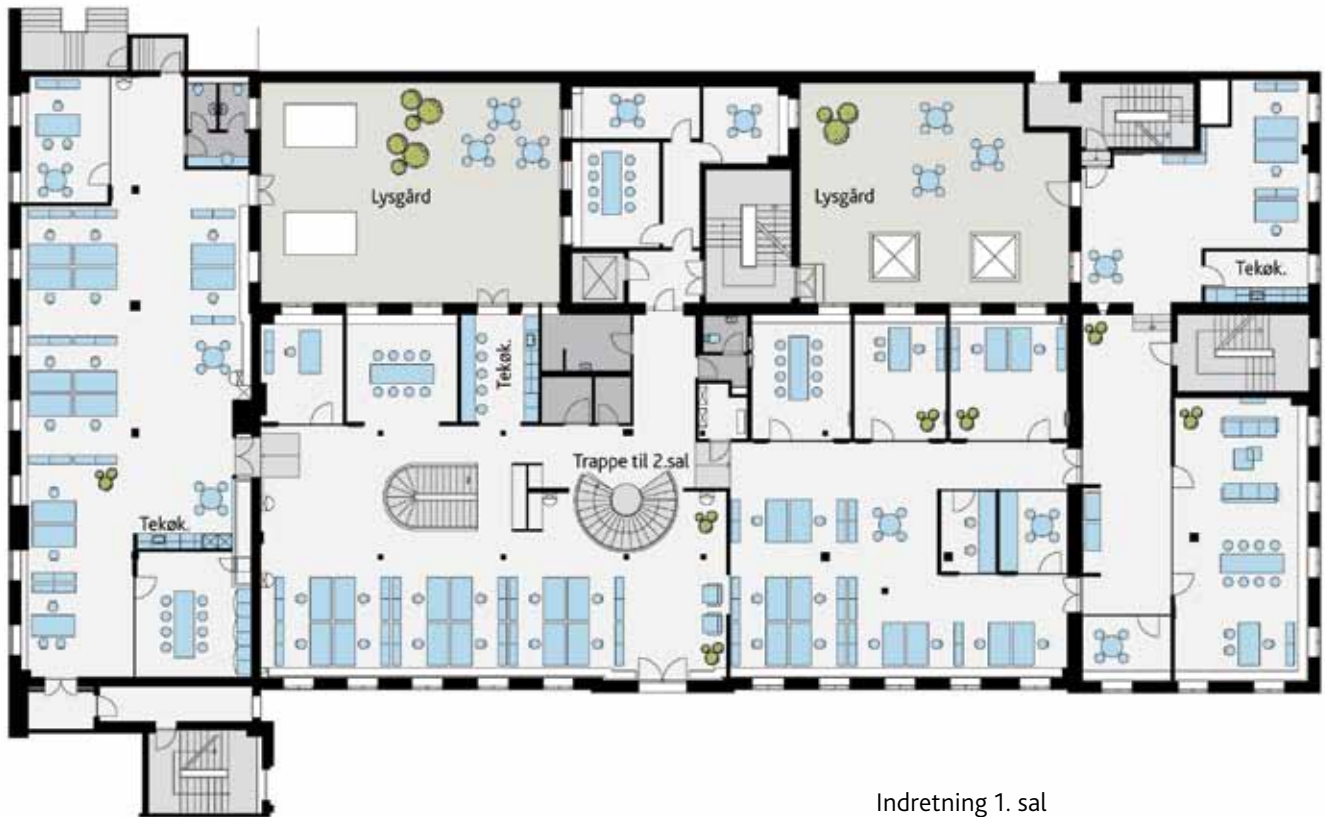 Lysgård
Lysgård
Tekøk.
Tekøk.
Trappe til 2.sal
Tekøk.
Indretning 1. sal